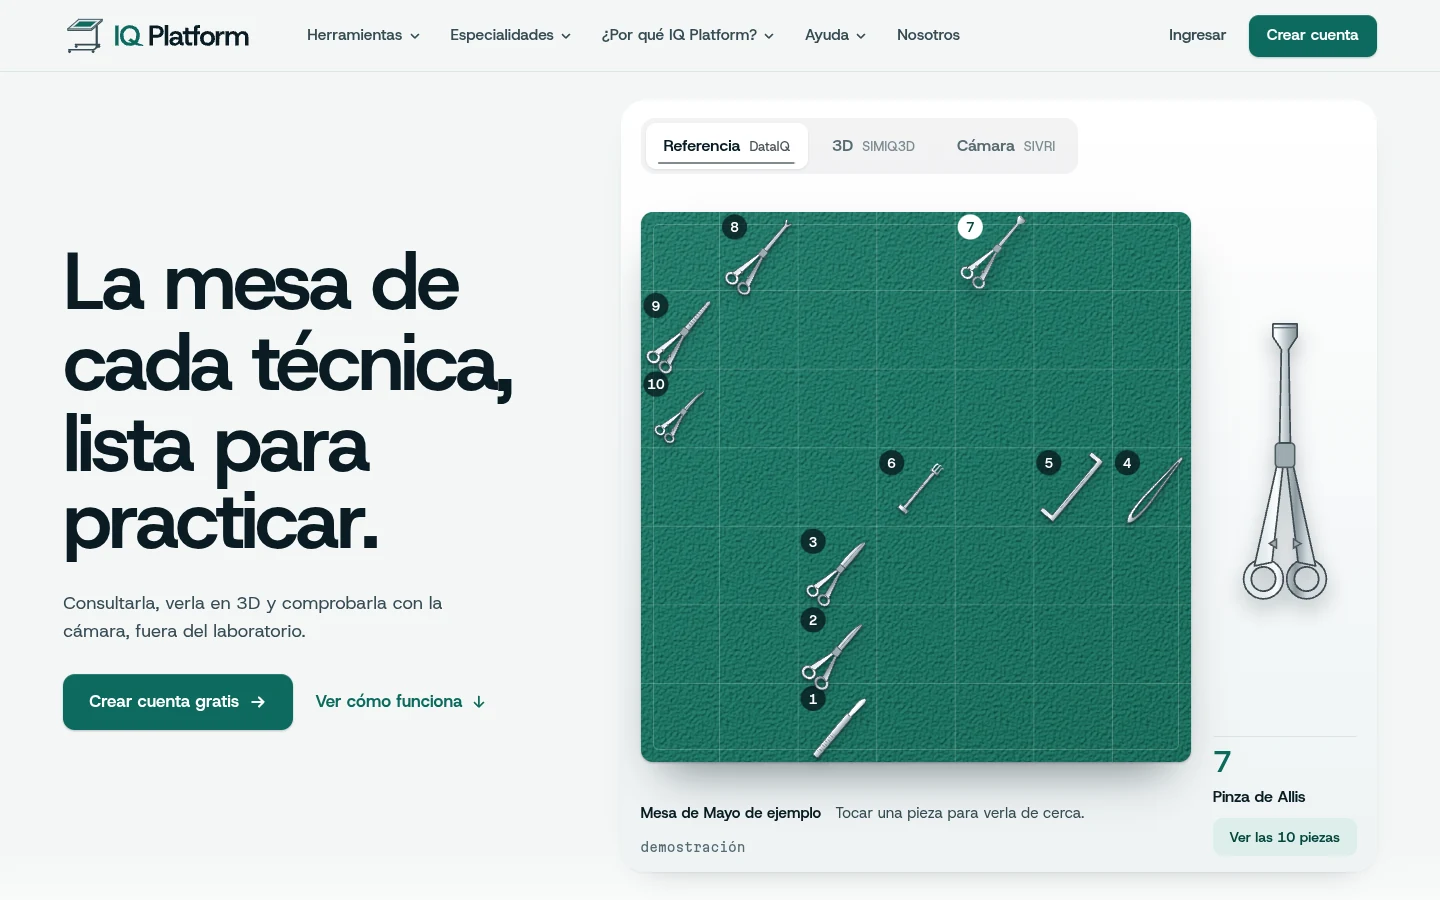 IQ Platform
Herramientas
Especialidades
¿Por qué IQ Platform?
Ayuda
Nosotros
Ingresar
Crear cuenta
La mesa de
cada técnica,
lista para
practicar.
Consultarla, verla en 3D y comprobarla con la
cámara, fuera del laboratorio.
Crear cuenta gratis →
Ver cómo funciona ↓
Referencia DataIQ
3D SIMIQ3D
Cámara SIVRI
8
7
9
10
6
5
4
3
2
1
Mesa de Mayo de ejemplo Tocar una pieza para verla de cerca.
demostración
7
Pinza de Allis
Ver las 10 piezas